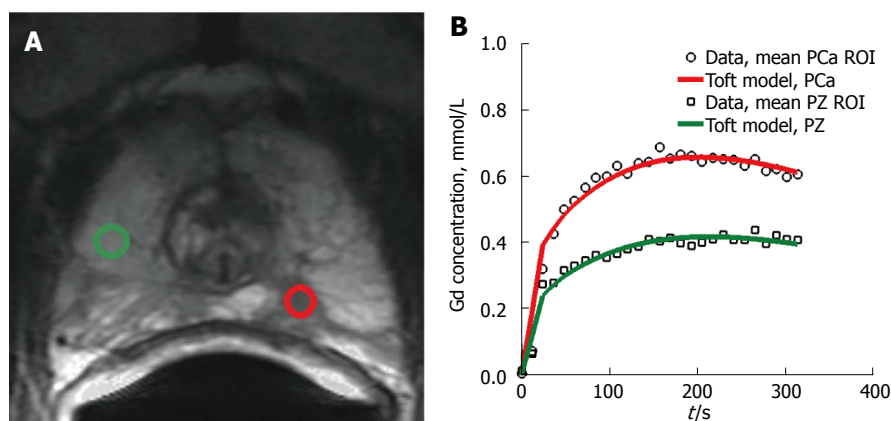 A
B
Gd concentration, mmol/L
1.0
0.8
0.6
0.4
0.2
0.0
Data, mean PCa ROI
Toft model, PCa
Data, mean PZ ROI
Toft model, PZ
0 100 200 300 400
t/s